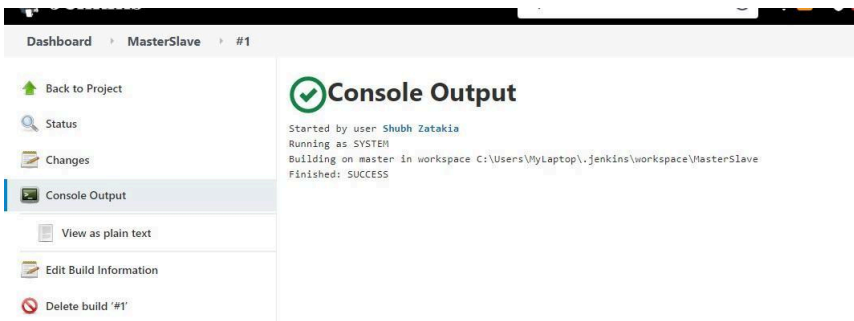 Dashboard MasterSlave #1
Back to Project
Status
Changes
Console Output
View as plain text
Edit Build Information
Delete build '#1'
Console Output
Started by user Shubh Zatakia
Running as SYSTEM
Building on master in workspace C:\Users\MyLaptop\.jenkins\workspace\MasterSlave
Finished: SUCCESS